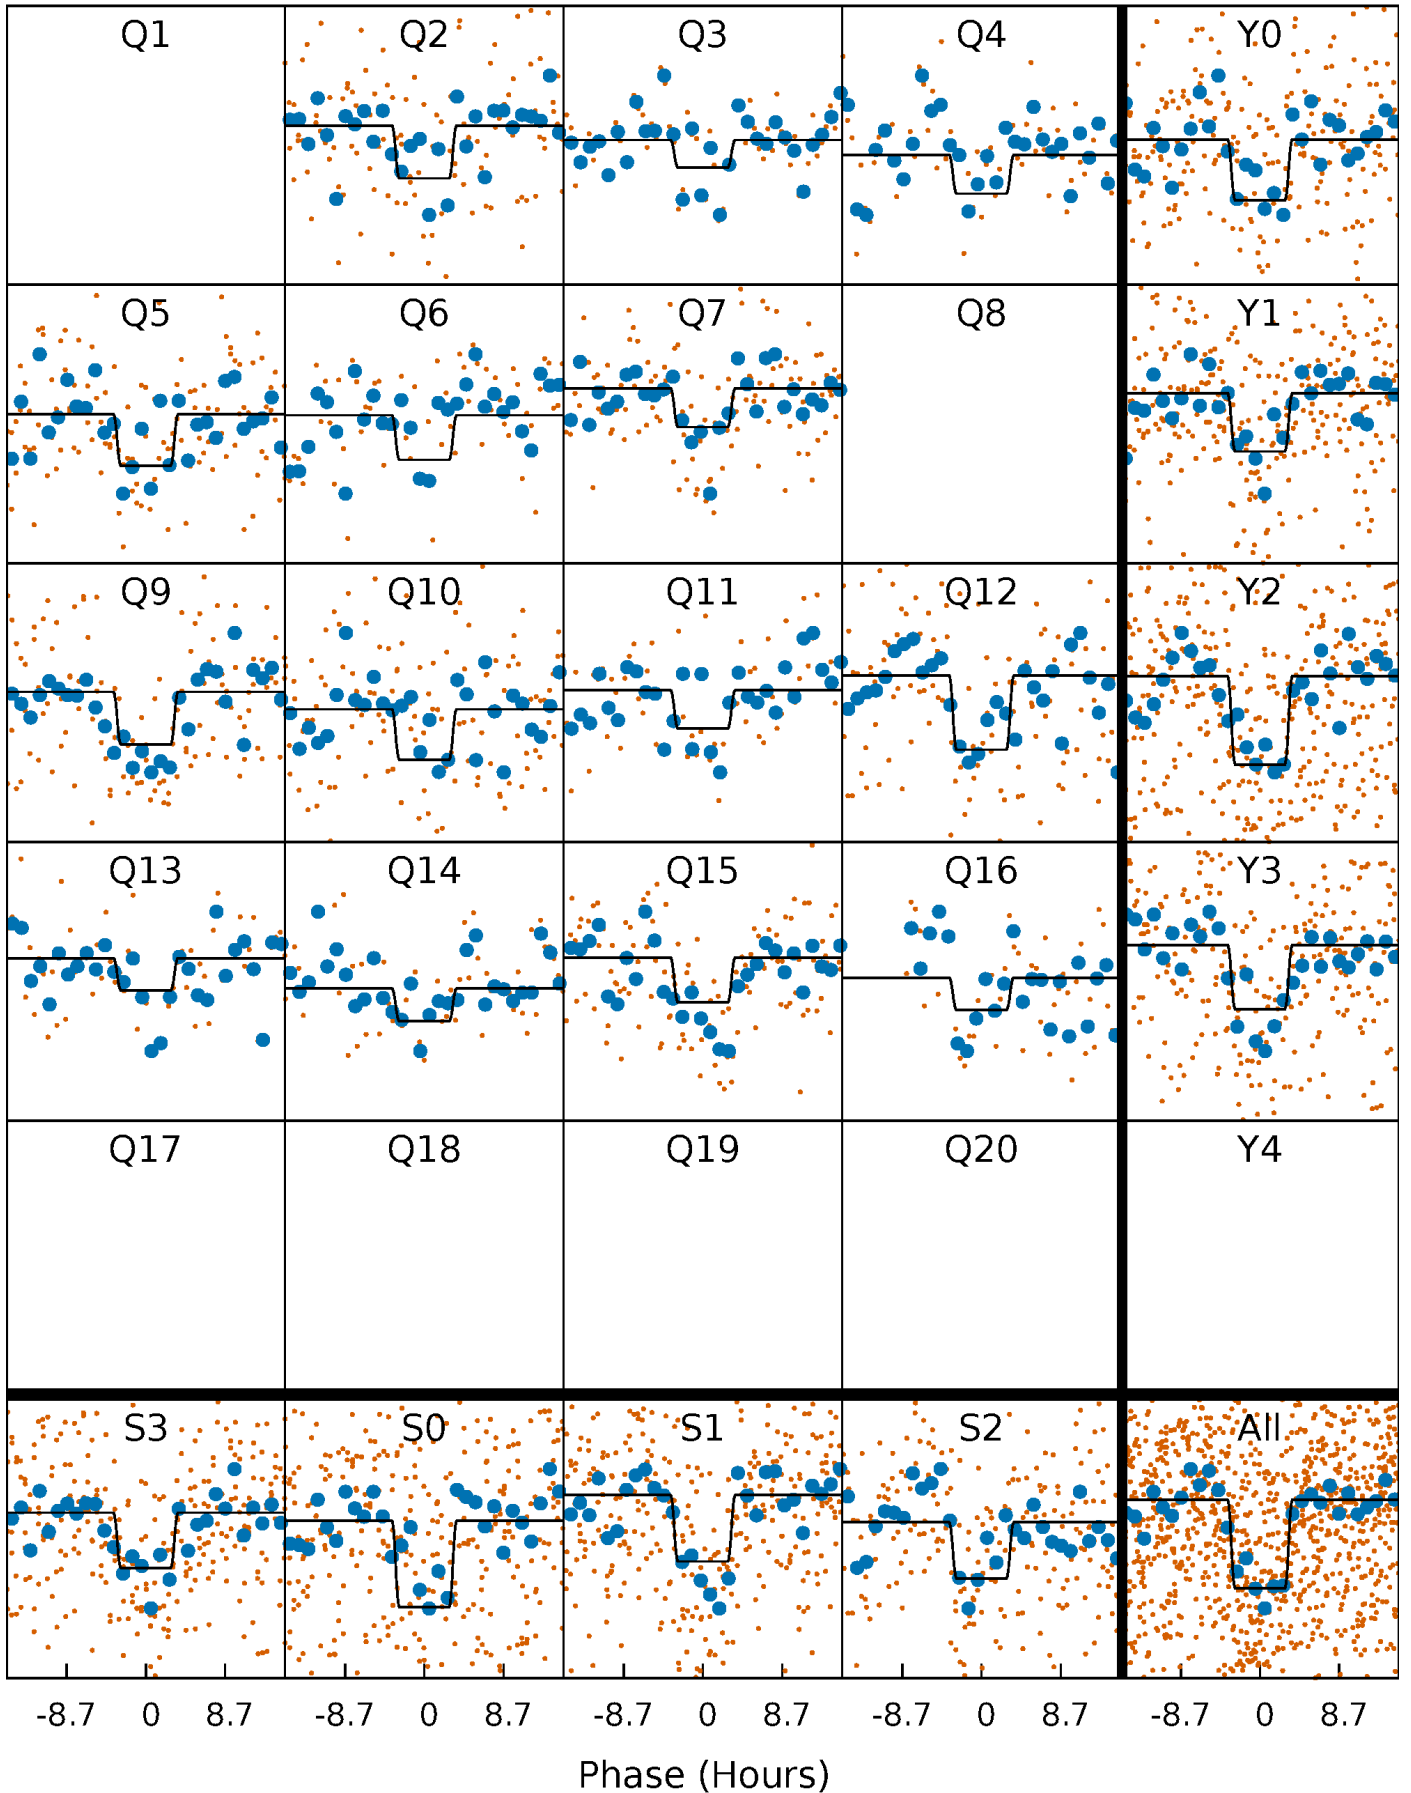 Q1 Q2 Q3 Q4 Y0
Q5 Q6 Q7 Q8 Y1
Q9 Q10 Q11 Q12 Y2
Q13 Q14 Q15 Q16 Y3
Q17 Q18 Q19 Q20 Y4
S3 S0 S1 S2 All
-8.7 0 8.7 -8.7 0 8.7 -8.7 0 8.7 -8.7 0 8.7 -8.7 0 8.7
Phase (Hours)